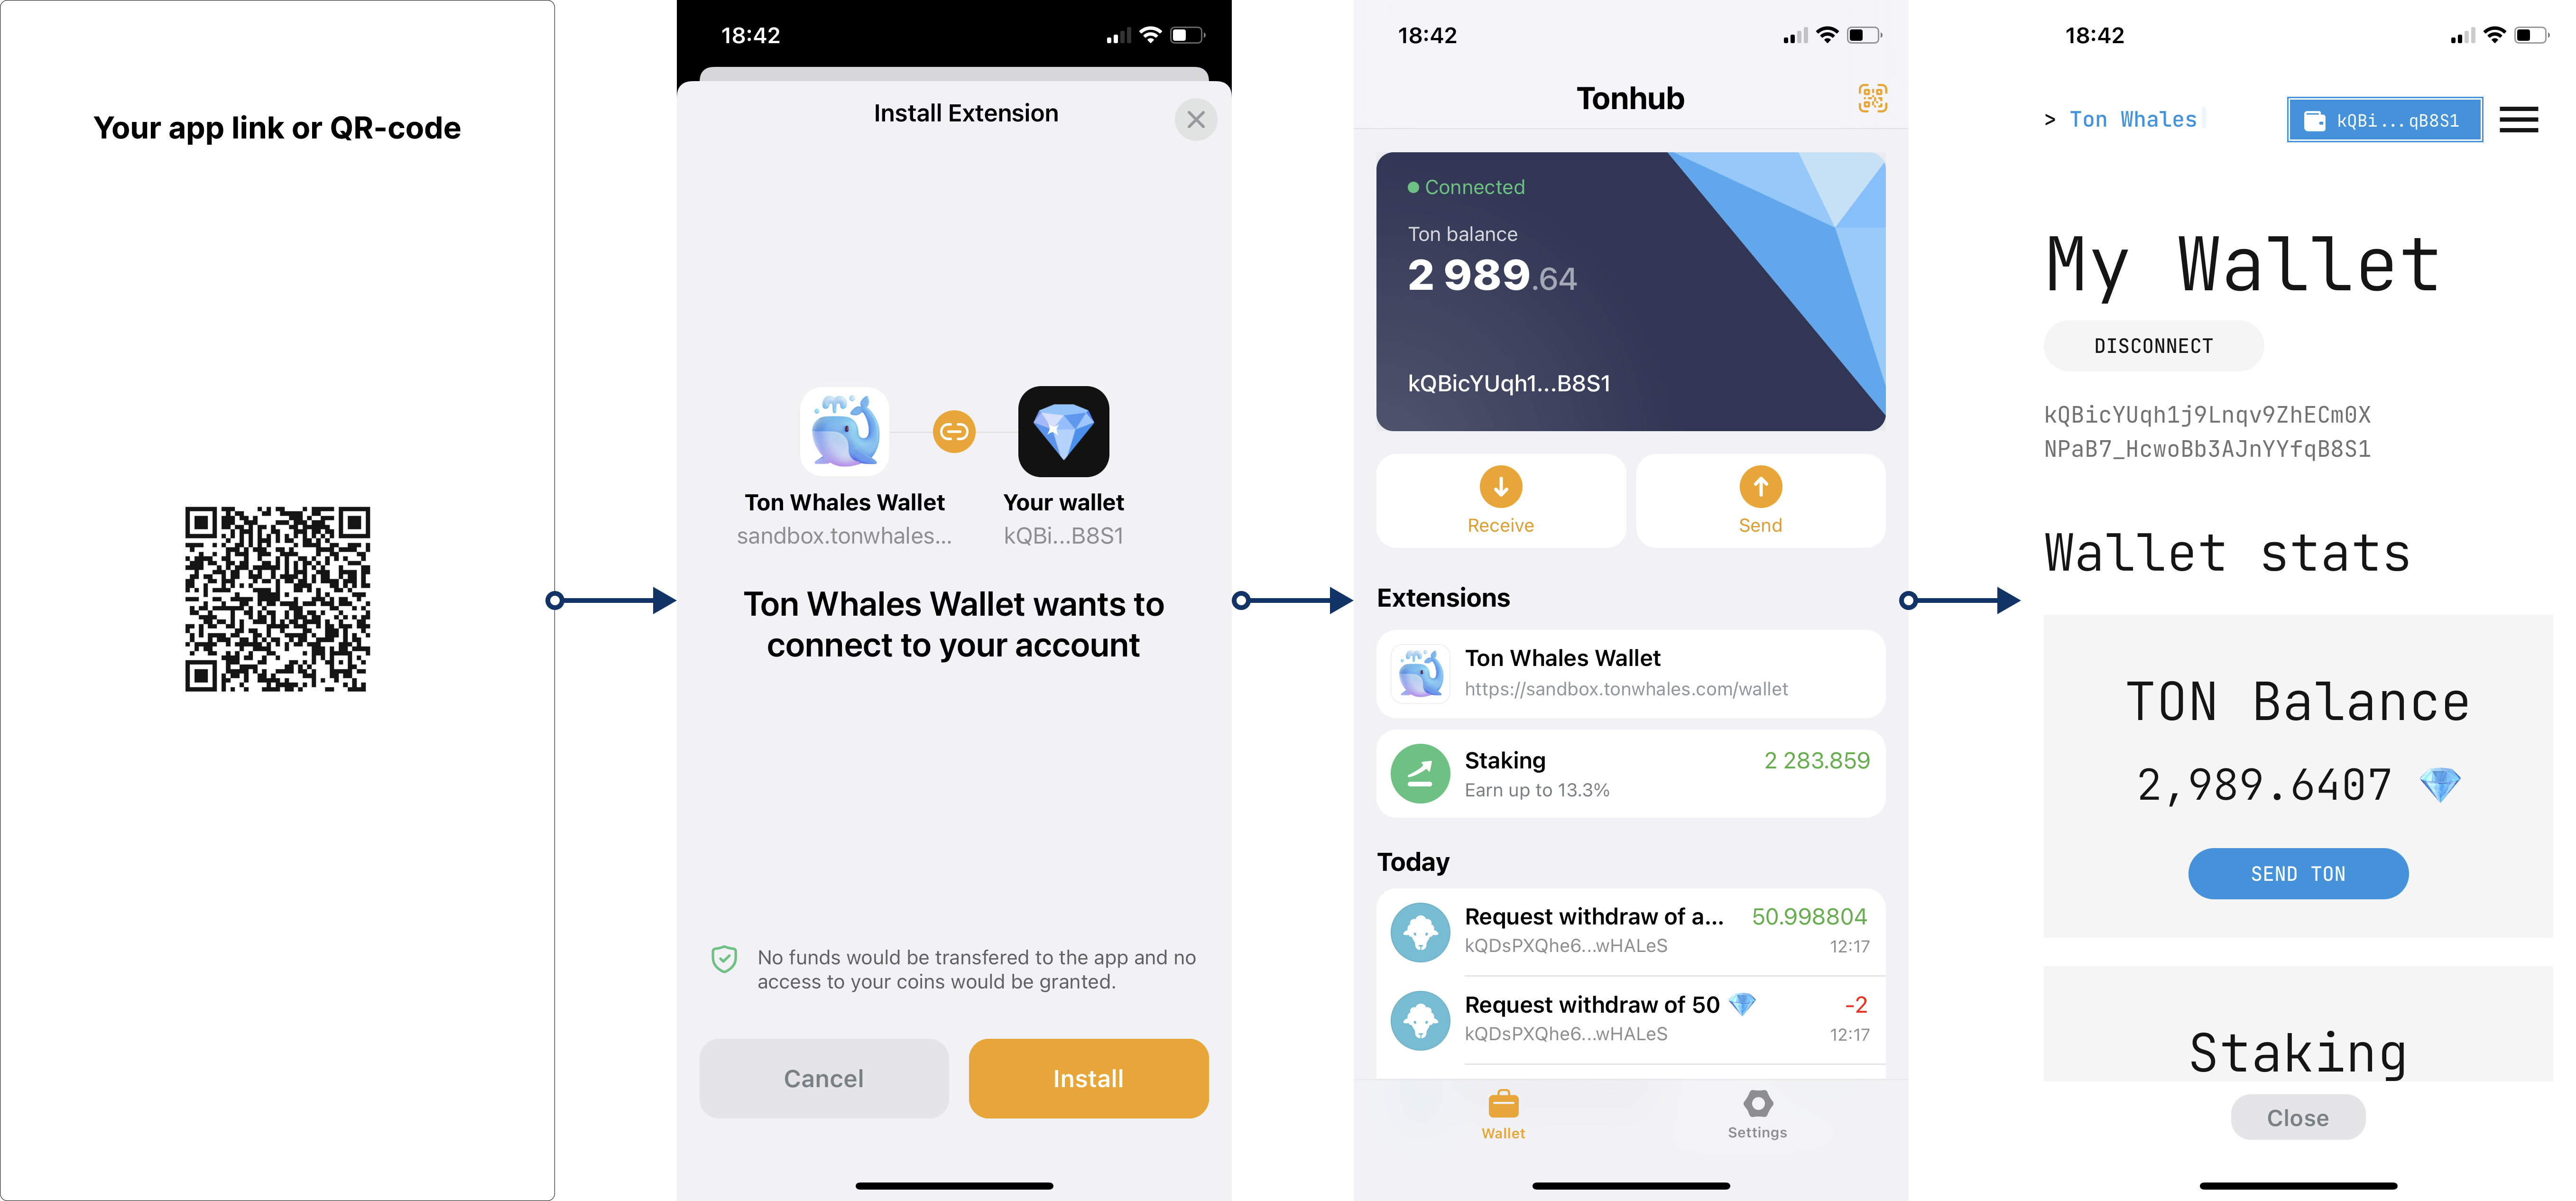 Your app link or QR-code
18:42
Install Extension
Ton Whales Wallet
sandbox.tonwhales...
Your wallet
kQBi...B8S1
Ton Whales Wallet wants to
connect to your account
No funds would be transfered to the app and no
access to your coins would be granted.
Cancel
Install
18:42
Tonhub
Connected
Ton balance
2 989.64
kQBicYUqh1...B8S1
Receive
Send
Extensions
Ton Whales Wallet
https://sandbox.tonwhales.com/wallet
Staking
2 283.859
Earn up to 13.3%
Today
Request withdraw of a...
50.998804
kQDsPXQhe6...wHALeS
12:17
Request withdraw of 50
-2
kQDsPXQhe6...wHALeS
12:17
Wallet
Settings
18:42
> Ton Whales
kQBi...qB8S1
My Wallet
DISCONNECT
kQBicYUqh1j9Lnqv9ZhECm0X
NPaB7_HcwoBb3AJnYYfqB8S1
Wallet stats
TON Balance
2,989.6407
SEND TON
Staking
Close